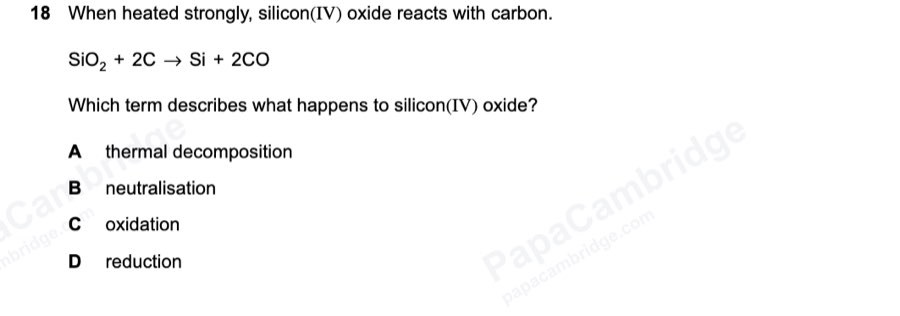 18 When heated strongly, silicon(IV) oxide reacts with carbon.
SiO₂ + 2C → Si + 2CO
Which term describes what happens to silicon(IV) oxide?
A thermal decomposition
B neutralisation
C oxidation
D reduction
PapaCambridge
papacambridge.com